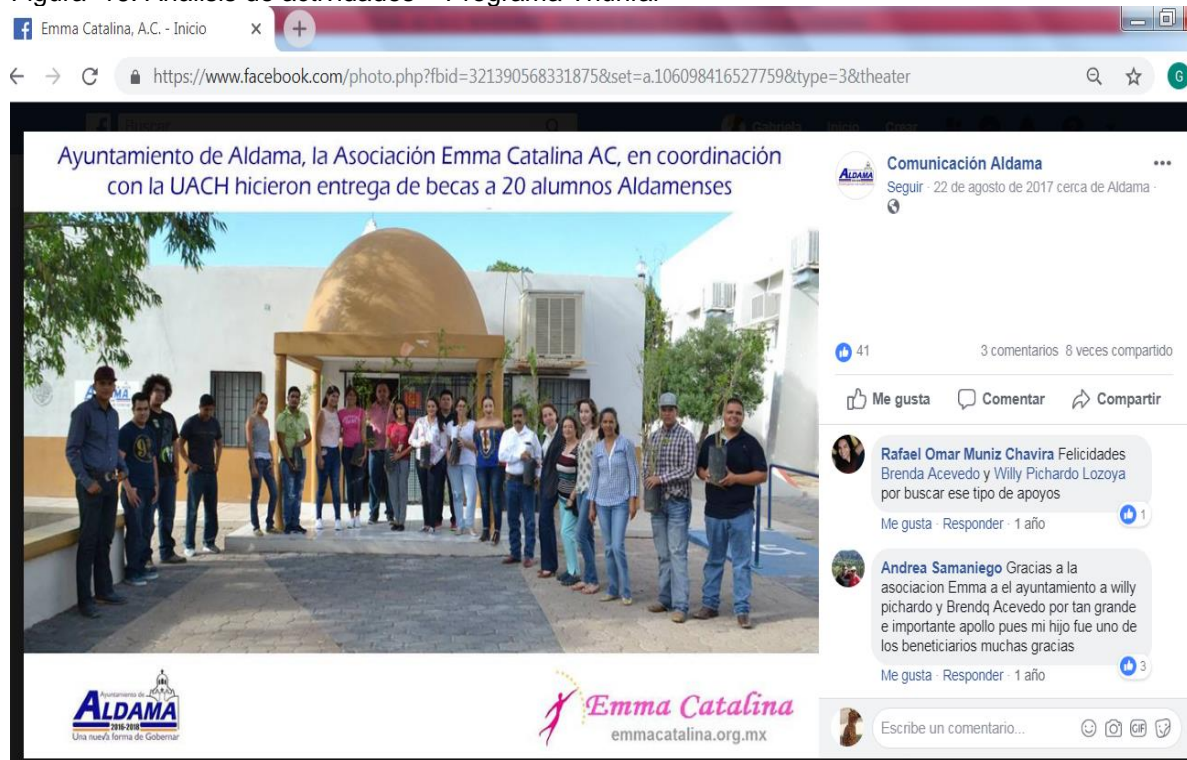 Emma Catalina, A.C. - Inicio
https://www.facebook.com/photo.php?fbid=321390568331875&set=a.106098416527759&type=3&theater
G
Buscar
Gabriela Inicio Crear
Ayuntamiento de Aldama, la Asociación Emma Catalina AC, en coordinación
con la UACH hicieron entrega de becas a 20 alumnos Aldamenses
Ayuntamiento de
ALDAMA
2016-2018
Una nueva forma de Gobernar
Emma Catalina
emmacatalina.org.mx
Comunicación Aldama
Seguir · 22 de agosto de 2017 cerca de Aldama ·
41
3 comentarios 8 veces compartido
Me gusta Comentar Compartir
Rafael Omar Muniz Chavira Felicidades
Brenda Acevedo y Willy Pichardo Lozoya
por buscar ese tipo de apoyos
Me gusta · Responder · 1 año
1
Andrea Samaniego Gracias a la
asociacion Emma a el ayuntamiento a willy
pichardo y Brendq Acevedo por tan grande
e importante apollo pues mi hijo fue uno de
los beneticiarios muchas gracias
Me gusta · Responder · 1 año
3
Escribe un comentario...
GIF